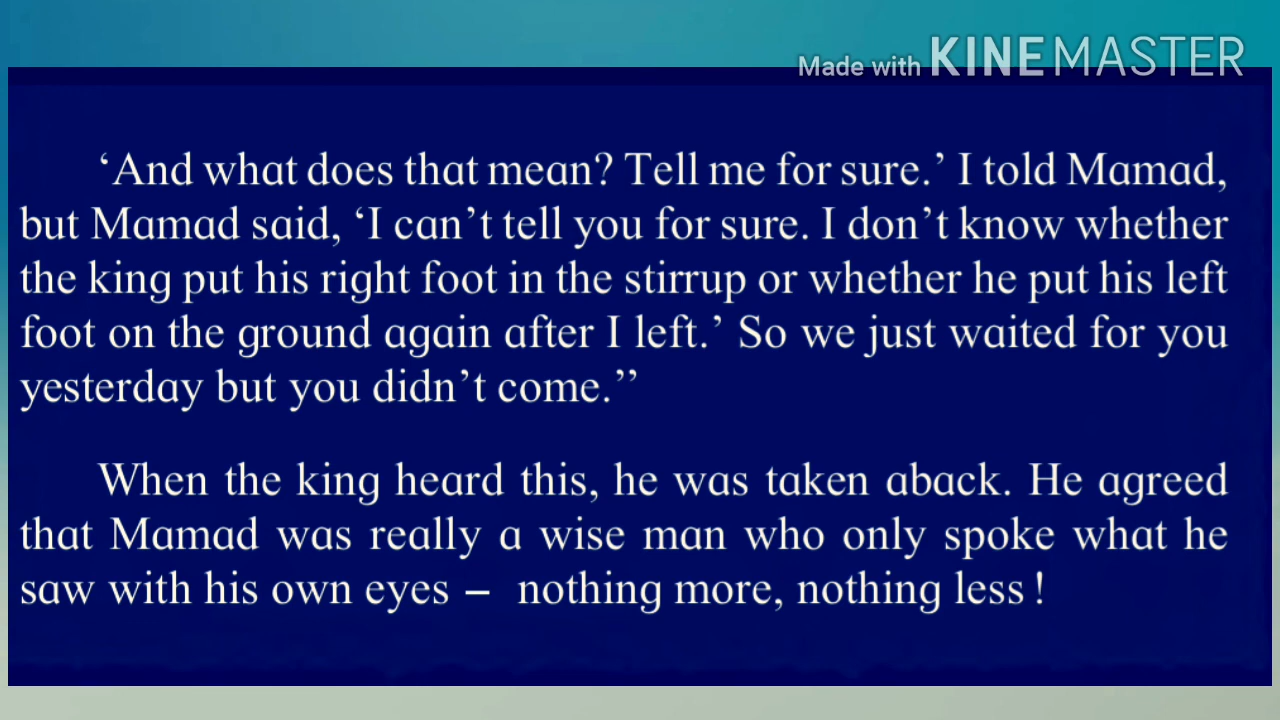 Made with KINEMASTER
‘And what does that mean? Tell me for sure.’ I told Mamad,
but Mamad said, ‘I can’t tell you for sure. I don’t know whether
the king put his right foot in the stirrup or whether he put his left
foot on the ground again after I left.’ So we just waited for you
yesterday but you didn’t come.’’
When the king heard this, he was taken aback. He agreed
that Mamad was really a wise man who only spoke what he
saw with his own eyes – nothing more, nothing less !